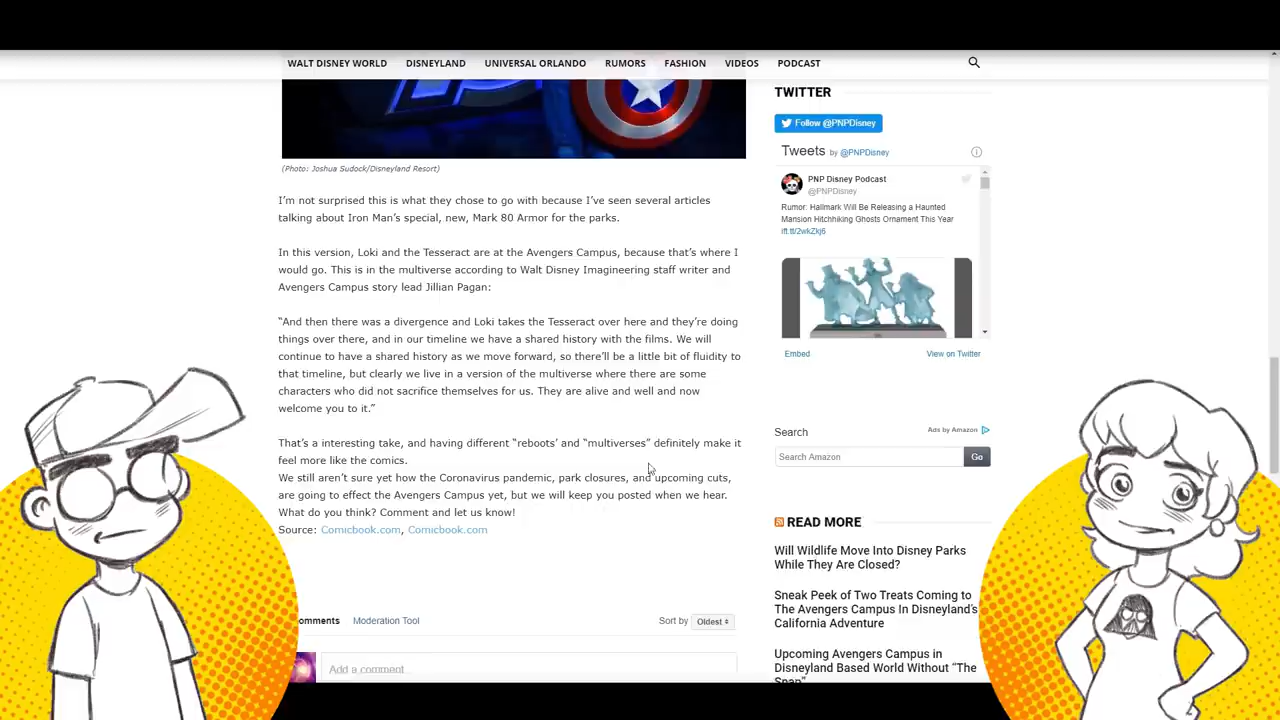 WALT DISNEY WORLD DISNEYLAND UNIVERSAL ORLANDO RUMORS FASHION VIDEOS PODCAST
(Photo: Joshua Sudock/Disneyland Resort)
I'm not surprised this is what they chose to go with because I've seen several articles
talking about Iron Man's special, new, Mark 80 Armor for the parks.
In this version, Loki and the Tesseract are at the Avengers Campus, because that's where I
would go. This is in the multiverse according to Walt Disney Imagineering staff writer and
Avengers Campus story lead Jillian Pagan:
“And then there was a divergence and Loki takes the Tesseract over here and they're doing
things over there, and in our timeline we have a shared history with the films. We will
continue to have a shared history as we move forward, so there'll be a little bit of fluidity to
that timeline, but clearly we live in a version of the multiverse where there are some
characters who did not sacrifice themselves for us. They are alive and well and now
welcome you to it.”
That's a interesting take, and having different “reboots’ and “multiverses” definitely make it
feel more like the comics.
We still aren't sure yet how the Coronavirus pandemic, park closures, and upcoming cuts,
are going to effect the Avengers Campus yet, but we will keep you posted when we hear.
What do you think? Comment and let us know!
Source: Comicbook.com, Comicbook.com
omments Moderation Tool
Sort by Oldest
Add a comment
TWITTER
Follow @PNPDisney
Tweets by @PNPDisney
PNP Disney Podcast
@PNPDisney
Rumor: Hallmark Will Be Releasing a Haunted
Mansion Hitchhiking Ghosts Ornament This Year
ift.tt/2wkZkj6
Embed View on Twitter
Search
Ads by Amazon
Search Amazon Go
READ MORE
Will Wildlife Move Into Disney Parks
While They Are Closed?
Sneak Peek of Two Treats Coming to
The Avengers Campus In Disneyland's
California Adventure
Upcoming Avengers Campus in
Disneyland Based World Without “The
Snap”